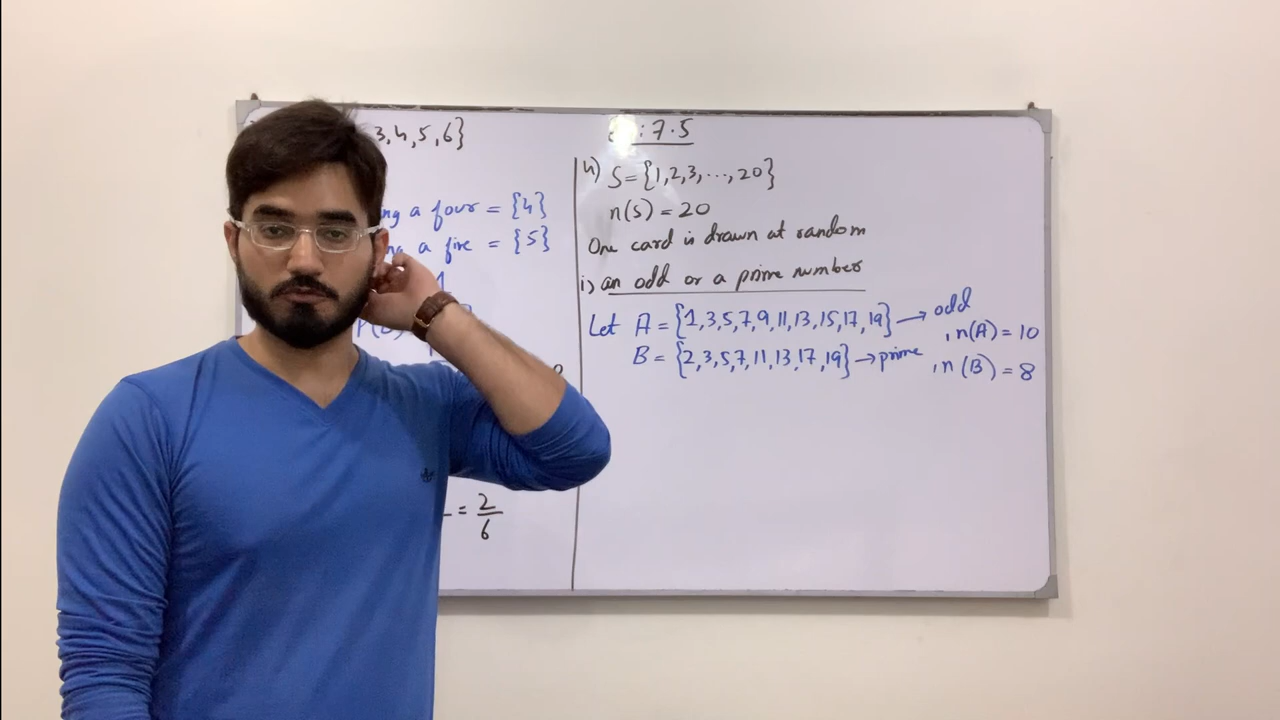 3,4,5,6}
a four = {4}
a five = {5}
= 2/6
: 7.5
4) S = {1,2,3,...,20}
n(S) = 20
One card is drawn at random
i) an odd or a prime number
Let A = {1,3,5,7,9,11,13,15,17,19} → odd
, n(A) = 10
B = {2,3,5,7,11,13,17,19} → prime
, n(B) = 8